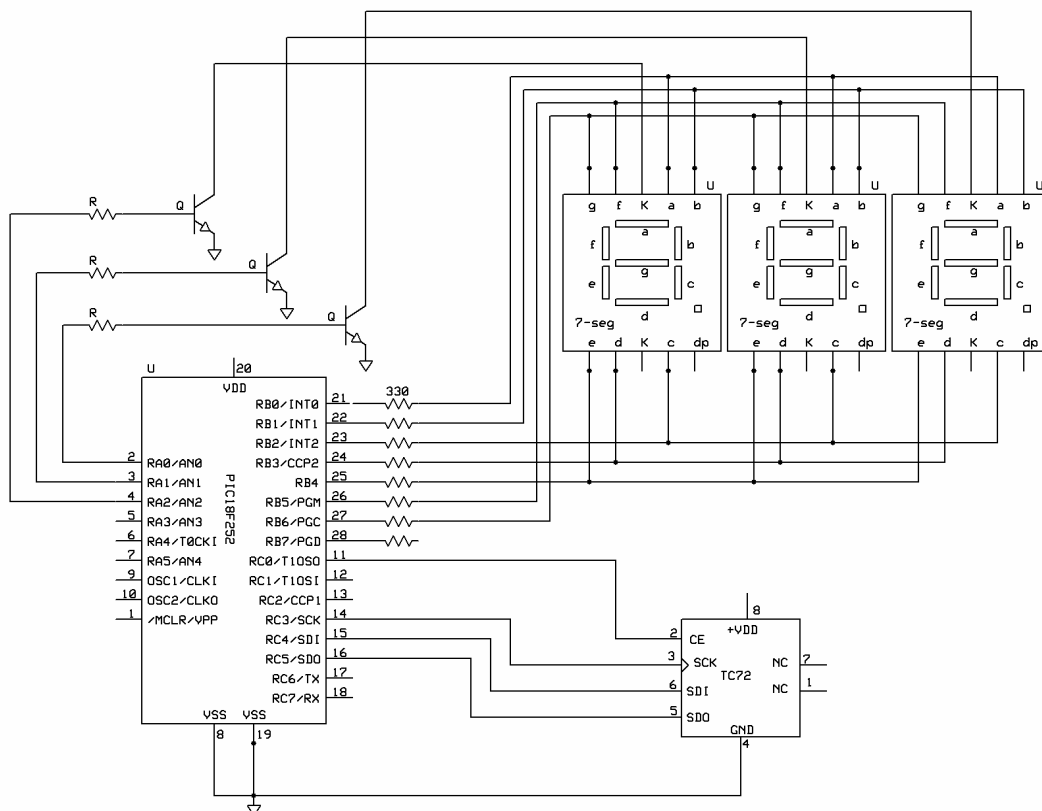 U
U
U
g f K a b
g f K a b
g f K a b
a
b
c
d
e
f
g
7-seg
a
b
c
d
e
f
g
7-seg
a
b
c
d
e
f
g
7-seg
e d K c dp
e d K c dp
e d K c dp
R
Q
R
Q
R
Q
U
20
VDD
PIC18F252
2 RA0/AN0
3 RA1/AN1
4 RA2/AN2
5 RA3/AN3
6 RA4/T0CKI
7 RA5/AN4
9 OSC1/CLKI
10 OSC2/CLKO
1 /MCLR/VPP
330
RB0/INT0 21
RB1/INT1 22
RB2/INT2 23
RB3/CCP2 24
RB4 25
RB5/PGM 26
RB6/PGC 27
RB7/PGD 28
RC0/T1OSO 11
RC1/T1OSI 12
RC2/CCP1 13
RC3/SCK 14
RC4/SDI 15
RC5/SDO 16
RC6/TX 17
RC7/RX 18
VSS VSS
8 19
8
+VDD
2 CE
3 SCK
6 SDI
5 SDO
TC72
NC 7
NC 1
GND
4